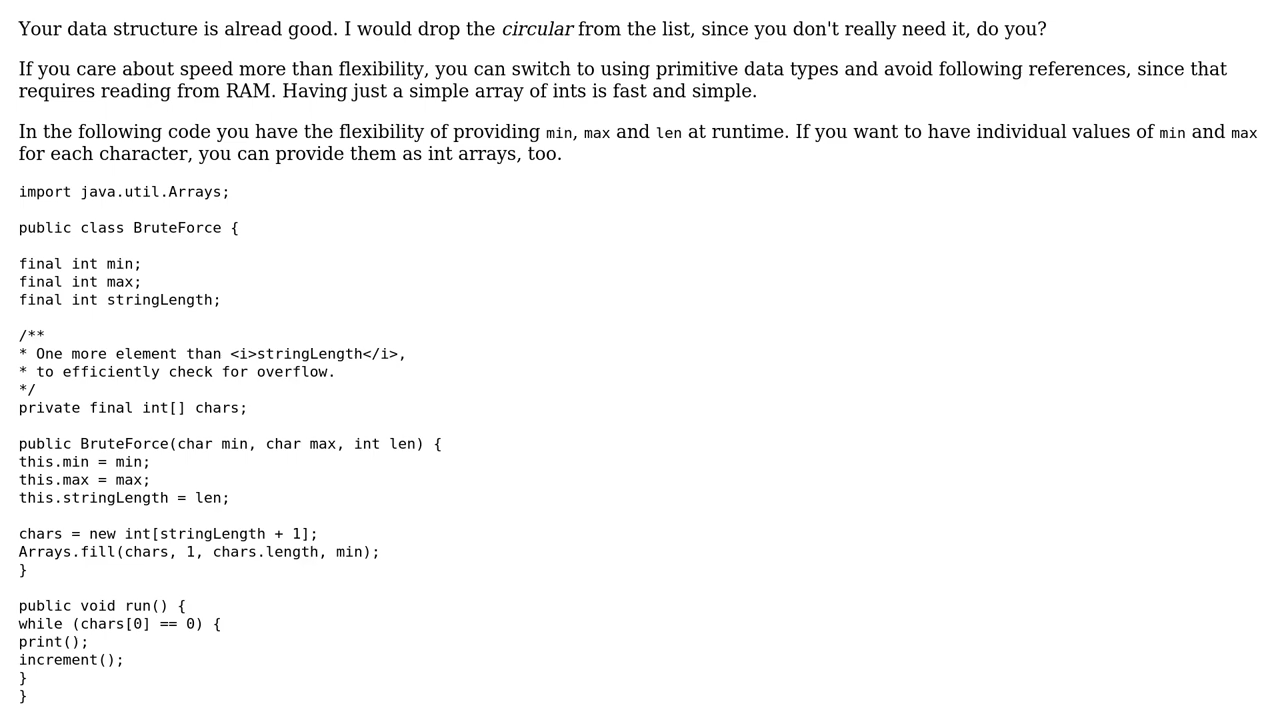 Your data structure is alread good. I would drop the circular from the list, since you don't really need it, do you?
If you care about speed more than flexibility, you can switch to using primitive data types and avoid following references, since that
requires reading from RAM. Having just a simple array of ints is fast and simple.
In the following code you have the flexibility of providing min, max and len at runtime. If you want to have individual values of min and max
for each character, you can provide them as int arrays, too.
import java.util.Arrays;
public class BruteForce {
final int min;
final int max;
final int stringLength;
/**
* One more element than <i>stringLength</i>,
* to efficiently check for overflow.
*/
private final int[] chars;
public BruteForce(char min, char max, int len) {
this.min = min;
this.max = max;
this.stringLength = len;
chars = new int[stringLength + 1];
Arrays.fill(chars, 1, chars.length, min);
}
public void run() {
while (chars[0] == 0) {
print();
increment();
}
}